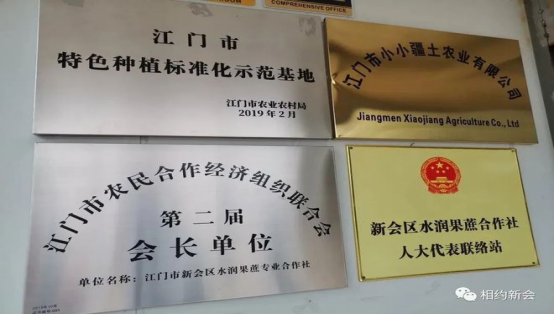 COMPREHENSIVE OFFICE
江门市
特色种植标准化示范基地
江门市农业农村局
2019年2月
江门市小小疆土农业有限公司
Jiangmen Xiaojiang Agriculture Co., Ltd
江门市农民合作经济组织联合会
第二届
会长单位
单位名称：江门市新会区水润果蔗专业合作社
新会区水润果蔗合作社
人大代表联络站
相约新会